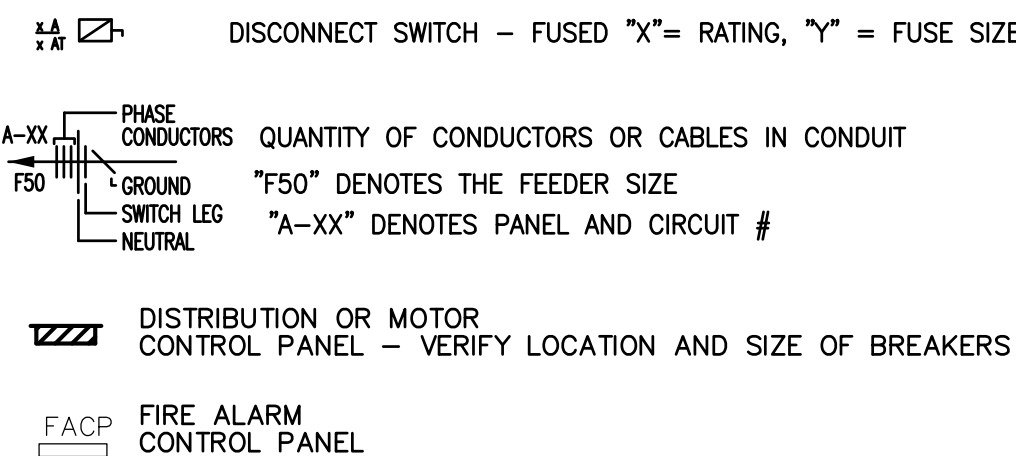 x A
x AT
DISCONNECT SWITCH – FUSED "X"= RATING, "Y" = FUSE SIZE
A–XX
PHASE
CONDUCTORS
QUANTITY OF CONDUCTORS OR CABLES IN CONDUIT
F50
GROUND
"F50" DENOTES THE FEEDER SIZE
SWITCH LEG
"A–XX" DENOTES PANEL AND CIRCUIT #
NEUTRAL
DISTRIBUTION OR MOTOR
CONTROL PANEL – VERIFY LOCATION AND SIZE OF BREAKERS
FACP
FIRE ALARM
CONTROL PANEL